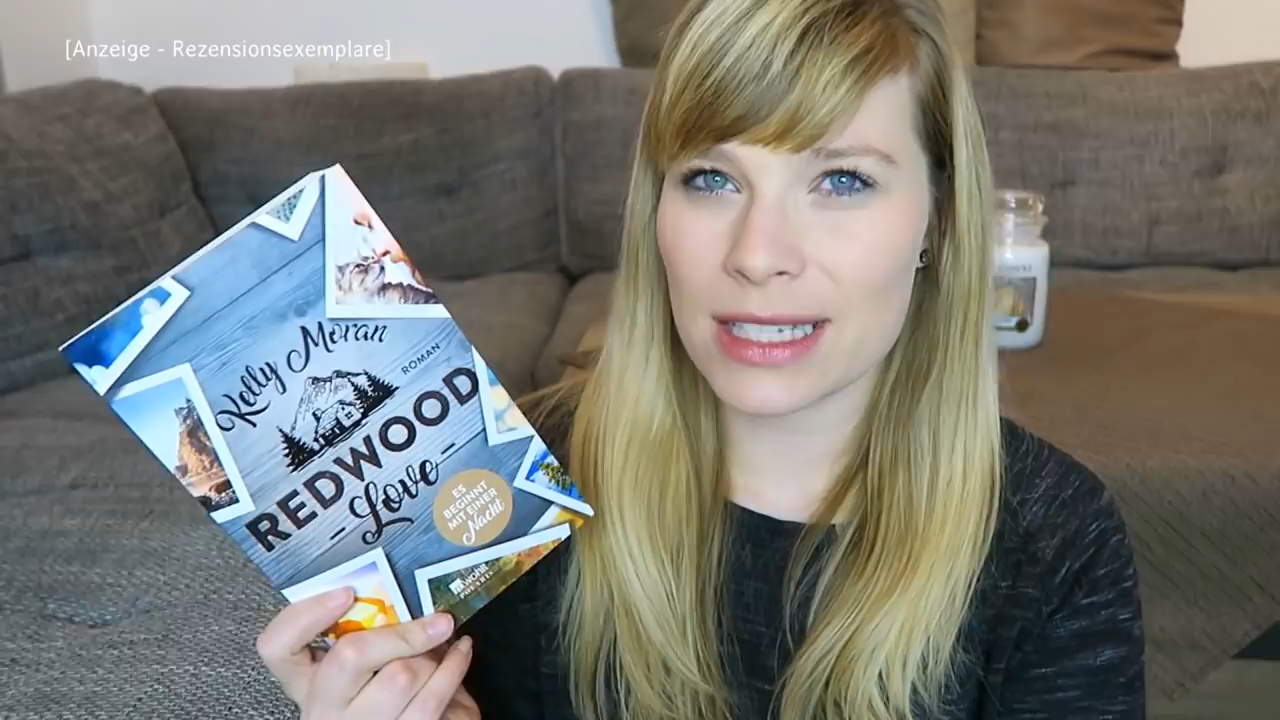 [Anzeige - Rezensionsexemplare]
Kelly Moran
ROMAN
REDWOOD
- Love -
ES
BEGINNT
MIT EINER
Nacht